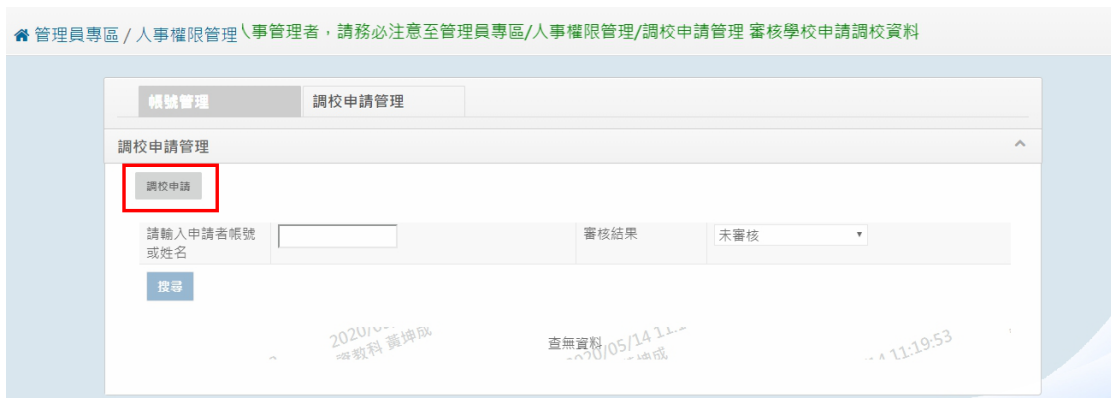 管理員專區 / 人事權限管理
事管理者，請務必注意至管理員專區/人事權限管理/調校申請管理 審核學校申請調校資料
帳號管理 調校申請管理
調校申請管理
調校申請
請輸入申請者帳號 審核結果 未審核
或姓名
搜尋
查無資料
黃坤成
11:19:53